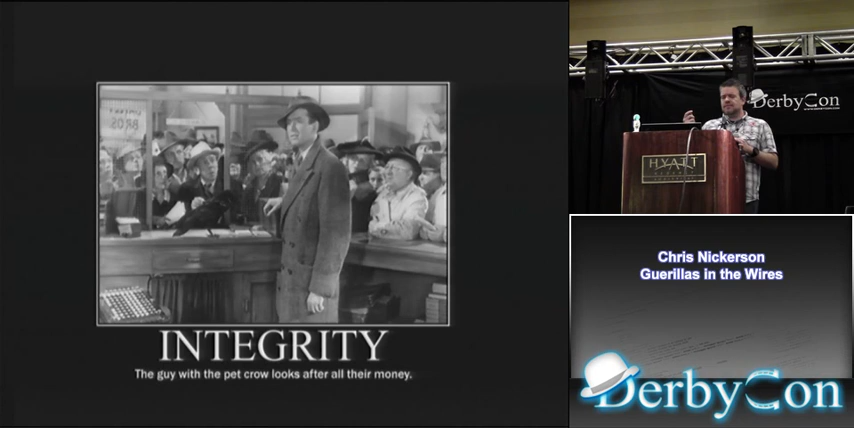 INTEGRITY
The guy with the pet crow looks after all their money.
DerbyCon
HYATT
REGENCY
Chris Nickerson
Guerillas in the Wires
DerbyCon